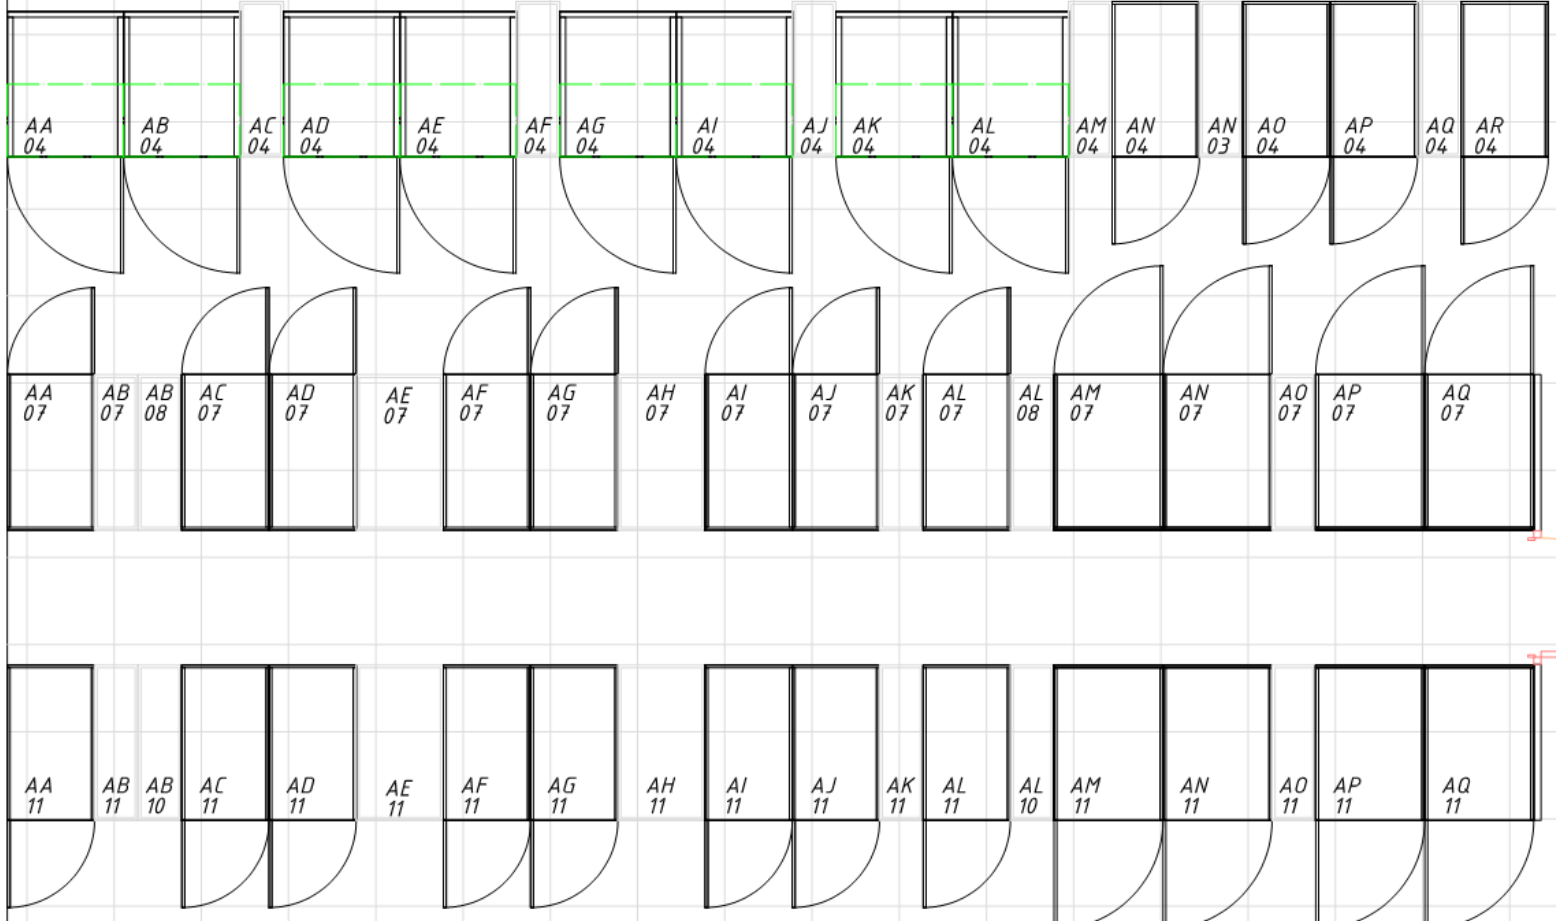 AA AB AC AD AE AF AG AI AJ AK AL AM AN AN AO AP AQ AR
04 04 04 04 04 04 04 04 04 04 04 04 04 03 04 04 04 04
AA AB AB AC AD AE AF AG AH AI AJ AK AL AL AM AN AO AP AQ
07 07 08 07 07 07 07 07 07 07 07 07 07 08 07 07 07 07 07
AA AB AB AC AD AE AF AG AH AI AJ AK AL AL AM AN AO AP AQ
11 11 10 11 11 11 11 11 11 11 11 11 11 10 11 11 11 11 11